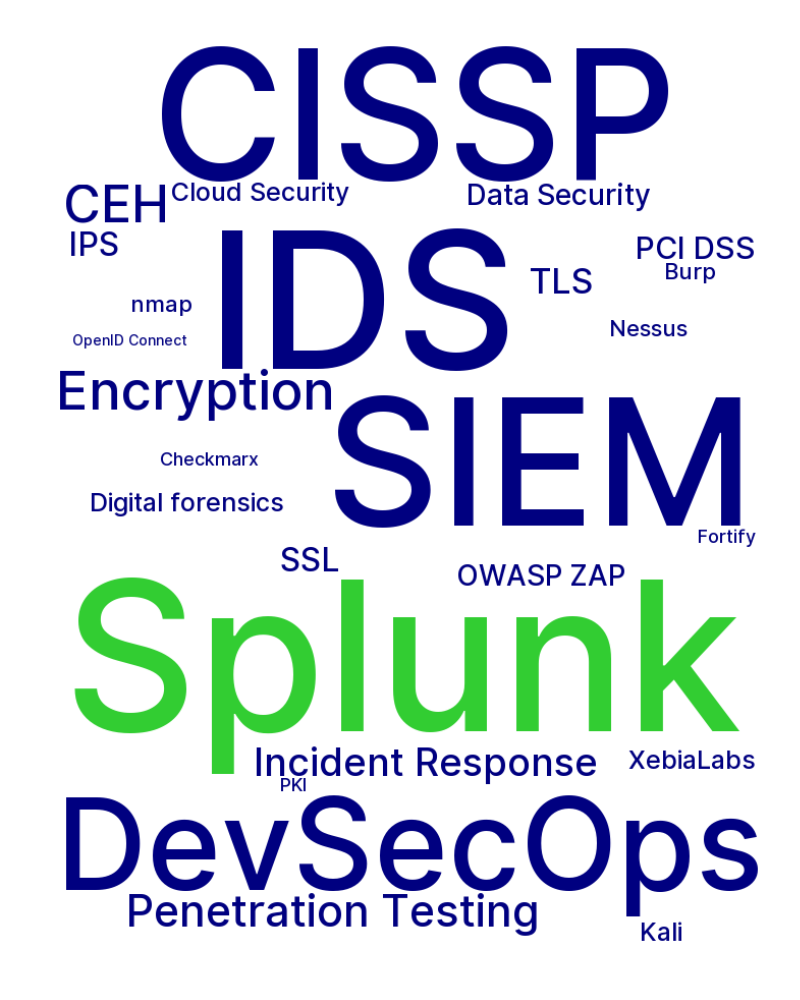 CISSP
Cloud Security
Data Security
CEH
IPS
IDS
PCI DSS
Burp
TLS
nmap
Nessus
OpenID Connect
Encryption
SIEM
Checkmarx
Digital forensics
Fortify
SSL
OWASP ZAP
Splunk
Incident Response
XebiaLabs
PKI
DevSecOps
Penetration Testing
Kali